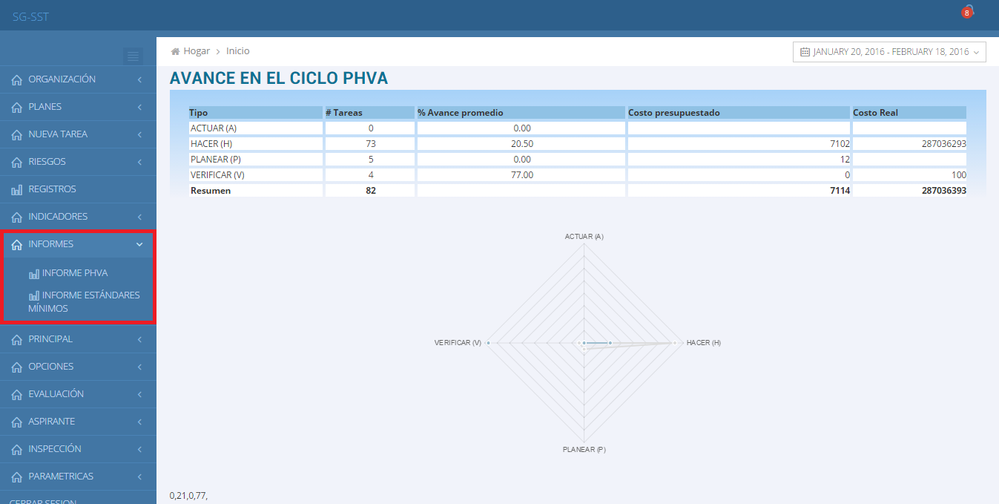 SG-SST
8
Hogar > Inicio
JANUARY 20, 2016 - FEBRUARY 18, 2016
ORGANIZACIÓN
PLANES
NUEVA TAREA
RIESGOS
REGISTROS
INDICADORES
INFORMES
INFORME PHVA
INFORME ESTÁNDARES
MÍNIMOS
PRINCIPAL
OPCIONES
EVALUACIÓN
ASPIRANTE
INSPECCIÓN
PARAMETRICAS
CERRAR SESION
AVANCE EN EL CICLO PHVA
Tipo # Tareas % Avance promedio Costo presupuestado Costo Real
ACTUAR (A) 0 0.00
HACER (H) 73 20.50 7102 287036293
PLANEAR (P) 5 0.00 12
VERIFICAR (V) 4 77.00 0 100
Resumen 82 7114 287036393
ACTUAR (A)
VERIFICAR (V)
HACER (H)
PLANEAR (P)
0,21,0,77,